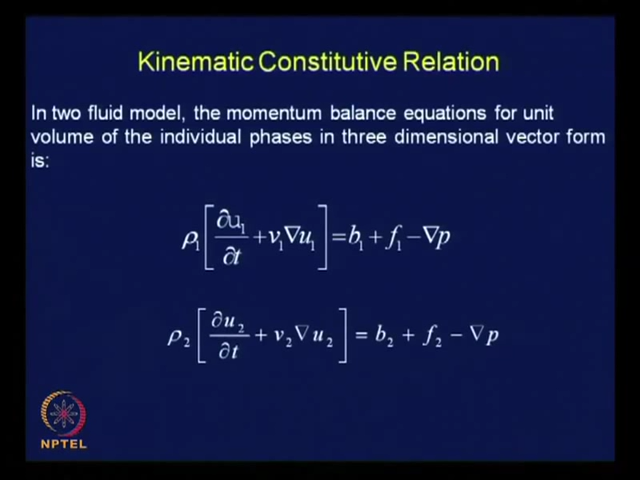 Kinematic Constitutive Relation
In two fluid model, the momentum balance equations for unit
volume of the individual phases in three dimensional vector form
is:
ρ₁[∂u₁/∂t + v₁∇u₁] = b₁ + f₁ − ∇p
ρ₂[∂u₂/∂t + v₂∇u₂] = b₂ + f₂ − ∇p
NPTEL